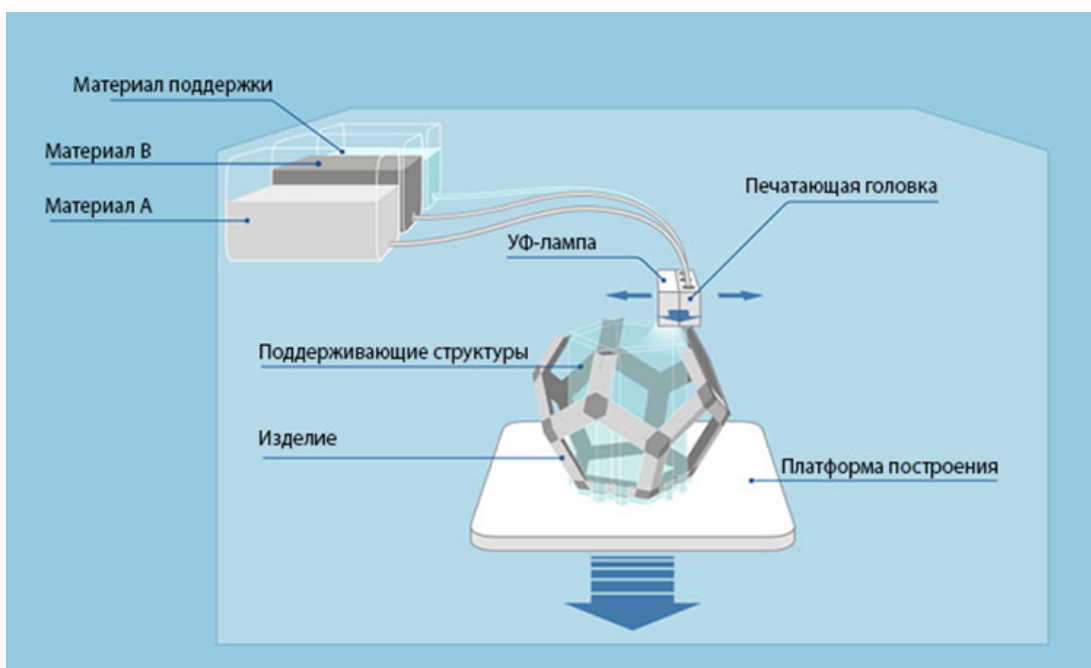 Материал поддержки
Материал B
Материал A
Печатающая головка
УФ-лампа
Поддерживающие структуры
Изделие
Платформа построения